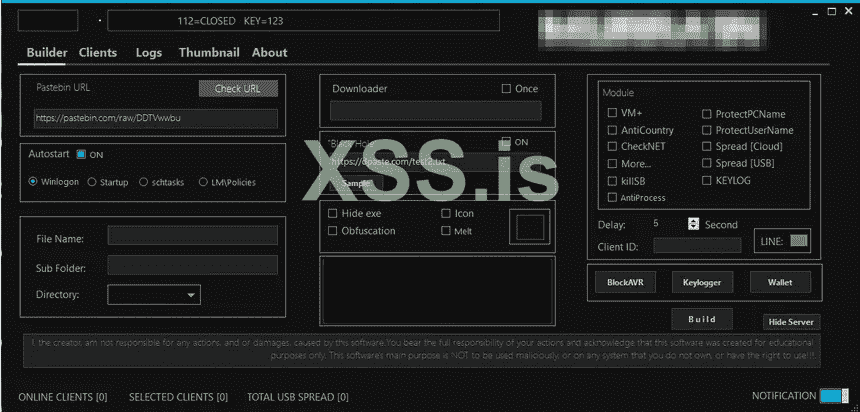 112=CLOSED   KEY=123
Builder   Clients   Logs   Thumbnail   About
Pastebin URL
Check URL
https://pastebin.com/raw/DDTVwwbu
Autostart   ON
Winlogon   Startup   schtasks   LM\Policies
File Name:
Sub Folder:
Directory:
Downloader   Once
"Black Hole"   ON
https://dpaste.com/test2.txt
Sample
XSS.is
Hide exe   Icon
Obfuscation   Melt
Module
VM+   ProtectPCName
AntiCountry   ProtectUserName
CheckNET   Spread [Cloud]
More...   Spread [USB]
killSB   KEYLOG
AntiProcess
Delay:   5   Second
Client ID:   LINE:
BlockAVR   Keylogger   Wallet
Build   Hide Server
I, the creator, am not responsible for any actions, and or damages, caused by this software.You bear the full responsibility of your actions and acknowledge that this software was created for educational
purposes only. This software's main purpose is NOT to be used maliciously, or on any system that you do not own, or have the right to use!!!.
ONLINE CLIENTS [0]   SELECTED CLIENTS [0]   TOTAL USB SPREAD [0]   NOTIFICATION